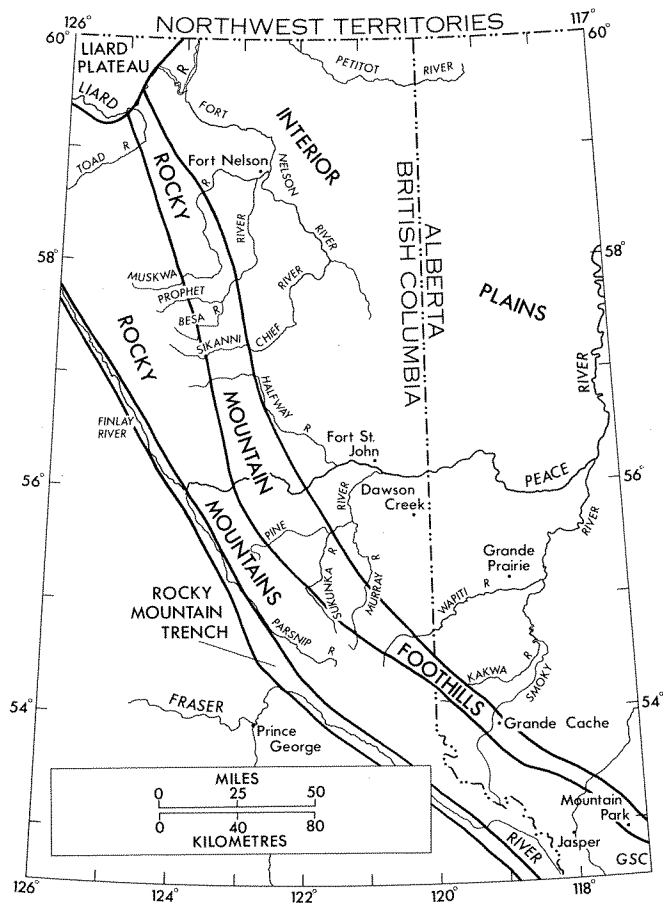 NORTHWEST TERRITORIES
126°
117°
60°
60°
LIARD
PLATEAU
R
PETITOT RIVER
LIARD
FORT
INTERIOR
TOAD R
ROCKY
Fort Nelson
NELSON
R
RIVER
RIVER
BRITISH COLUMBIA
ALBERTA
58°
58°
MUSKWA
RIVER
PROPHET
PLAINS
BESA R
SIKANNI CHIEF
ROCKY
RIVER
HALFWAY R
MOUNTAIN
FINLAY
RIVER
Fort St.
John
56°
PEACE
56°
RIVER
Dawson
Creek
RIVER
MOUNTAINS
PINE
Grande
Prairie
SUKUNKA R
MURRAY R
WAPITI R
ROCKY
MOUNTAIN
TRENCH
PARSNIP R
FOOTHILLS
KAKWA R
SMOKY
54°
FRASER
54°
Grande Cache
Prince
George
MILES
0 25 50
0 40 80
KILOMETRES
Mountain
Park
RIVER
Jasper
GSC
126°
124°
122°
120°
118°